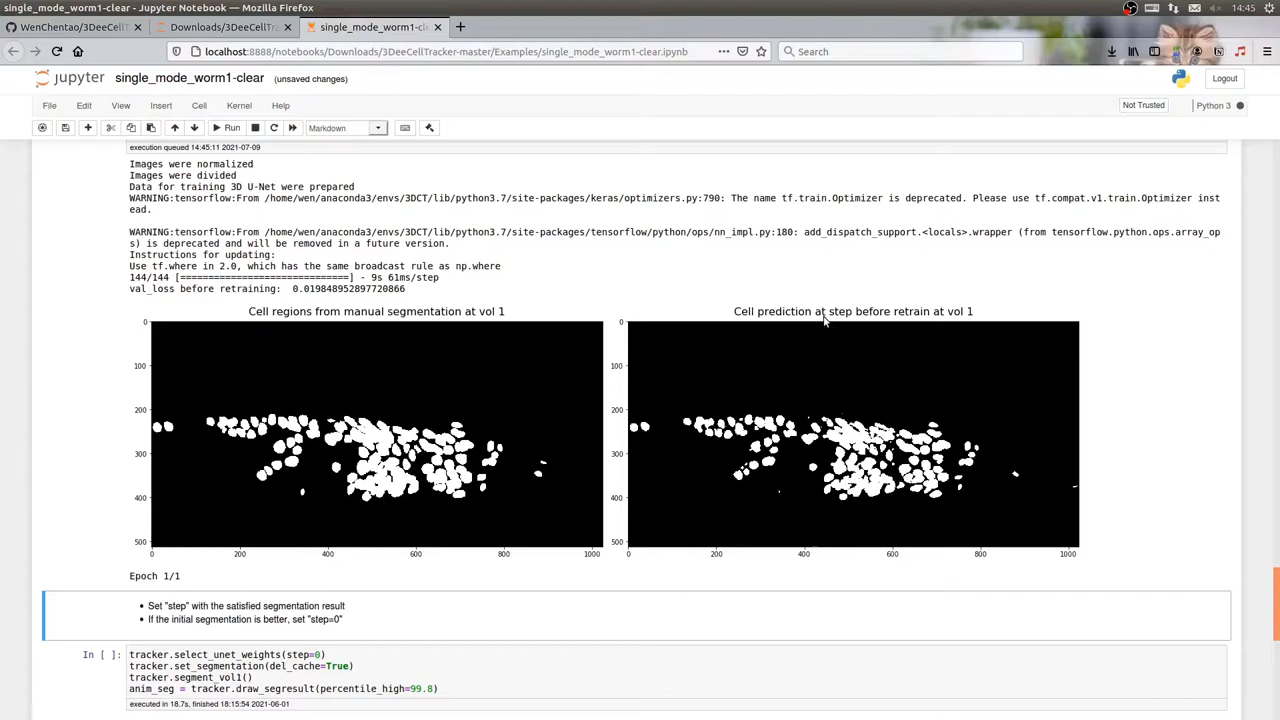 single_mode_worm1-clear - Jupyter Notebook — Mozilla Firefox
14:45
WenChentao/3DeeCellT
Downloads/3DeeCellTra
single_mode_worm1-cl
localhost:8888/notebooks/Downloads/3DeeCellTracker-master/Examples/single_mode_worm1-clear.ipynb
Search
jupyter
single_mode_worm1-clear
(unsaved changes)
Logout
File Edit View Insert Cell Kernel Help
Not Trusted
Python 3
Run
Markdown
execution queued 14:45:11 2021-07-09
Images were normalized
Images were divided
Data for training 3D U-Net were prepared
WARNING:tensorflow:From /home/wen/anaconda3/envs/3DCT/lib/python3.7/site-packages/keras/optimizers.py:790: The name tf.train.Optimizer is deprecated. Please use tf.compat.v1.train.Optimizer inst
ead.
WARNING:tensorflow:From /home/wen/anaconda3/envs/3DCT/lib/python3.7/site-packages/tensorflow/python/ops/nn_impl.py:180: add_dispatch_support.<locals>.wrapper (from tensorflow.python.ops.array_op
s) is deprecated and will be removed in a future version.
Instructions for updating:
Use tf.where in 2.0, which has the same broadcast rule as np.where
144/144 [==============================] - 9s 61ms/step
val_loss before retraining:  0.019848952897720866
Cell regions from manual segmentation at vol 1
Cell prediction at step before retrain at vol 1
0
100
200
300
400
500
0 200 400 600 800 1000
0
100
200
300
400
500
0 200 400 600 800 1000
Epoch 1/1
• Set "step" with the satisfied segmentation result
• If the initial segmentation is better, set "step=0"
In [ ]: tracker.select_unet_weights(step=0)
tracker.set_segmentation(del_cache=True)
tracker.segment_vol1()
anim_seg = tracker.draw_segresult(percentile_high=99.8)
executed in 18.7s, finished 18:15:54 2021-06-01